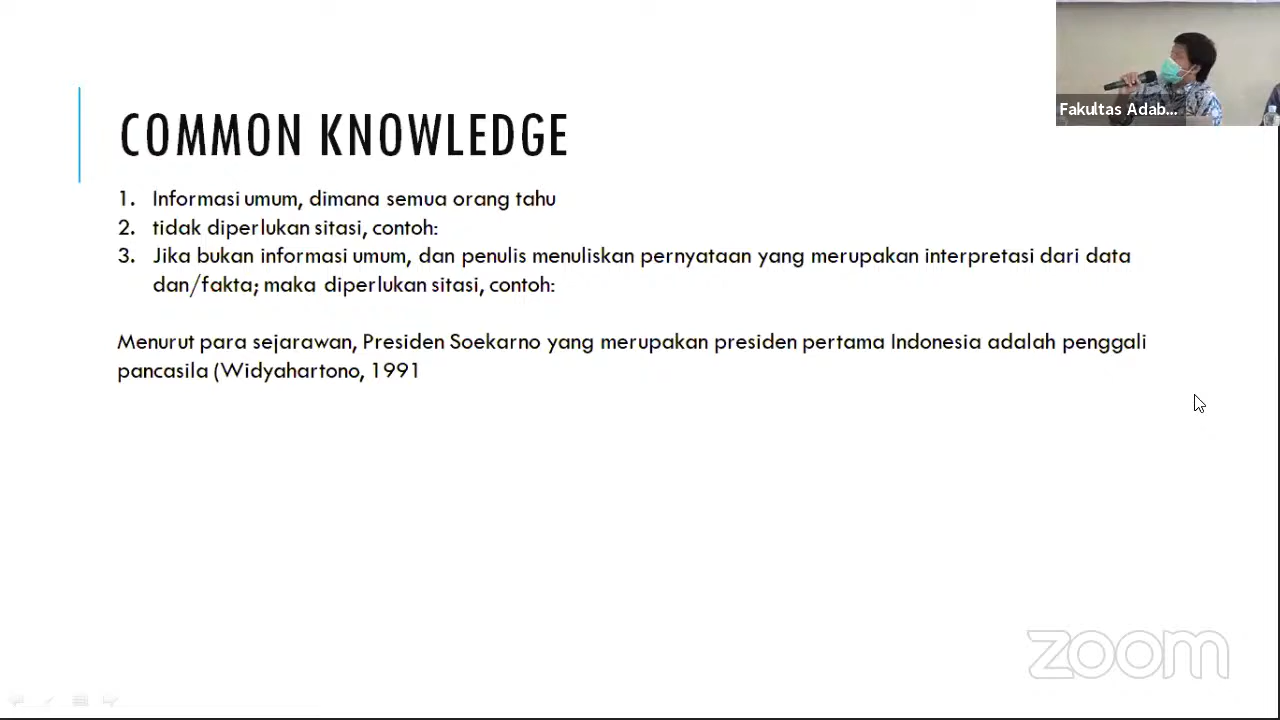 Fakultas Adab...
COMMON KNOWLEDGE
1. Informasi umum, dimana semua orang tahu
2. tidak diperlukan sitasi, contoh:
3. Jika bukan informasi umum, dan penulis menuliskan pernyataan yang merupakan interpretasi dari data
dan/fakta; maka diperlukan sitasi, contoh:
Menurut para sejarawan, Presiden Soekarno yang merupakan presiden pertama Indonesia adalah penggali
pancasila (Widyahartono, 1991
zoom